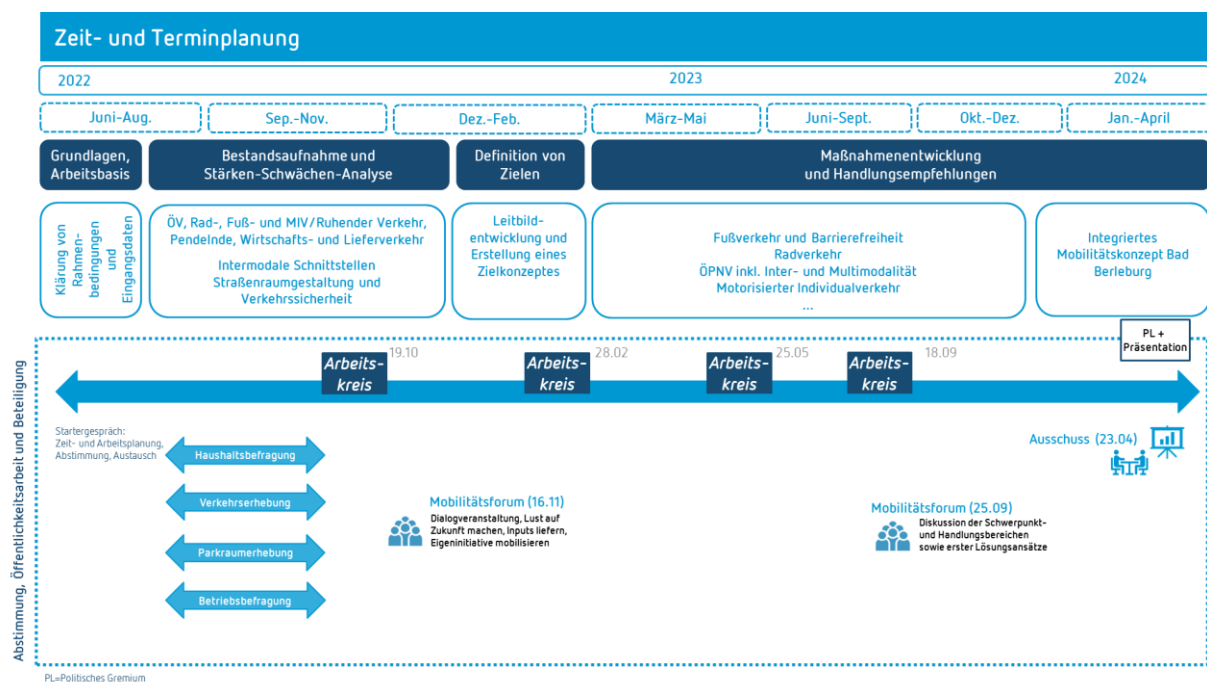 Zeit- und Terminplanung
2022
2023
2024
Juni-Aug.
Sep.-Nov.
Dez.-Feb.
März-Mai
Juni-Sept.
Okt.-Dez.
Jan.-April
Grundlagen,
Arbeitsbasis
Bestandsaufnahme und
Stärken-Schwächen-Analyse
Definition von
Zielen
Maßnahmenentwicklung
und Handlungsempfehlungen
Klärung von
Rahmen-
bedingungen
und
Eingangsdaten
ÖV, Rad-, Fuß- und MIV/Ruhender Verkehr,
Pendelnde, Wirtschafts- und Lieferverkehr
Intermodale Schnittstellen
Straßenraumgestaltung und
Verkehrssicherheit
Leitbild-
entwicklung und
Erstellung eines
Zielkonzeptes
Fußverkehr und Barrierefreiheit
Radverkehr
ÖPNV inkl. Inter- und Multimodalität
Motorisierter Individualverkehr
...
Integriertes
Mobilitätskonzept Bad
Berleburg
PL +
Präsentation
Abstimmung, Öffentlichkeitsarbeit und Beteiligung
Arbeits-
kreis
19.10
Arbeits-
kreis
28.02
Arbeits-
kreis
25.05
Arbeits-
kreis
18.09
Startergespräch:
Zeit- und Arbeitsplanung,
Abstimmung, Austausch
Haushaltsbefragung
Verkehrserhebung
Parkraumerhebung
Betriebsbefragung
Mobilitätsforum (16.11)
Dialogveranstaltung, Lust auf
Zukunft machen, Inputs liefern,
Eigeninitiative mobilisieren
Mobilitätsforum (25.09)
Diskussion der Schwerpunkt-
und Handlungsbereichen
sowie erster Lösungsansätze
Ausschuss (23.04)
PL=Politisches Gremium